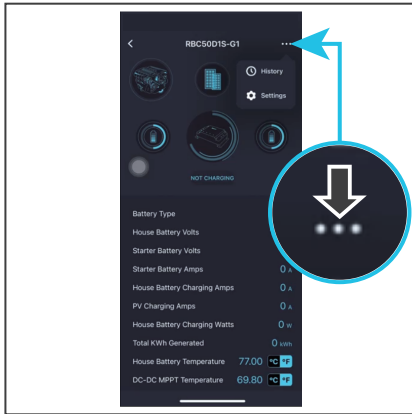 RBC50D1S-G1
History
Settings
NOT CHARGING
Battery Type
House Battery Volts
Starter Battery Volts
Starter Battery Amps 0 A
House Battery Charging Amps 0 A
PV Charging Amps 0 A
House Battery Charging Watts 0 W
Total KWh Generated 0 kWh
House Battery Temperature 77.00 °C °F
DC-DC MPPT Temperature 69.80 °C °F